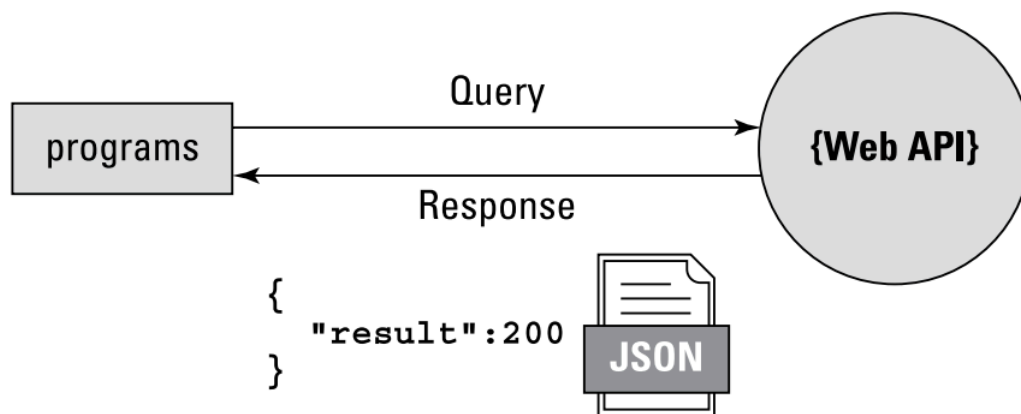 Query
programs
{Web API}
Response
{
"result":200
}
JSON